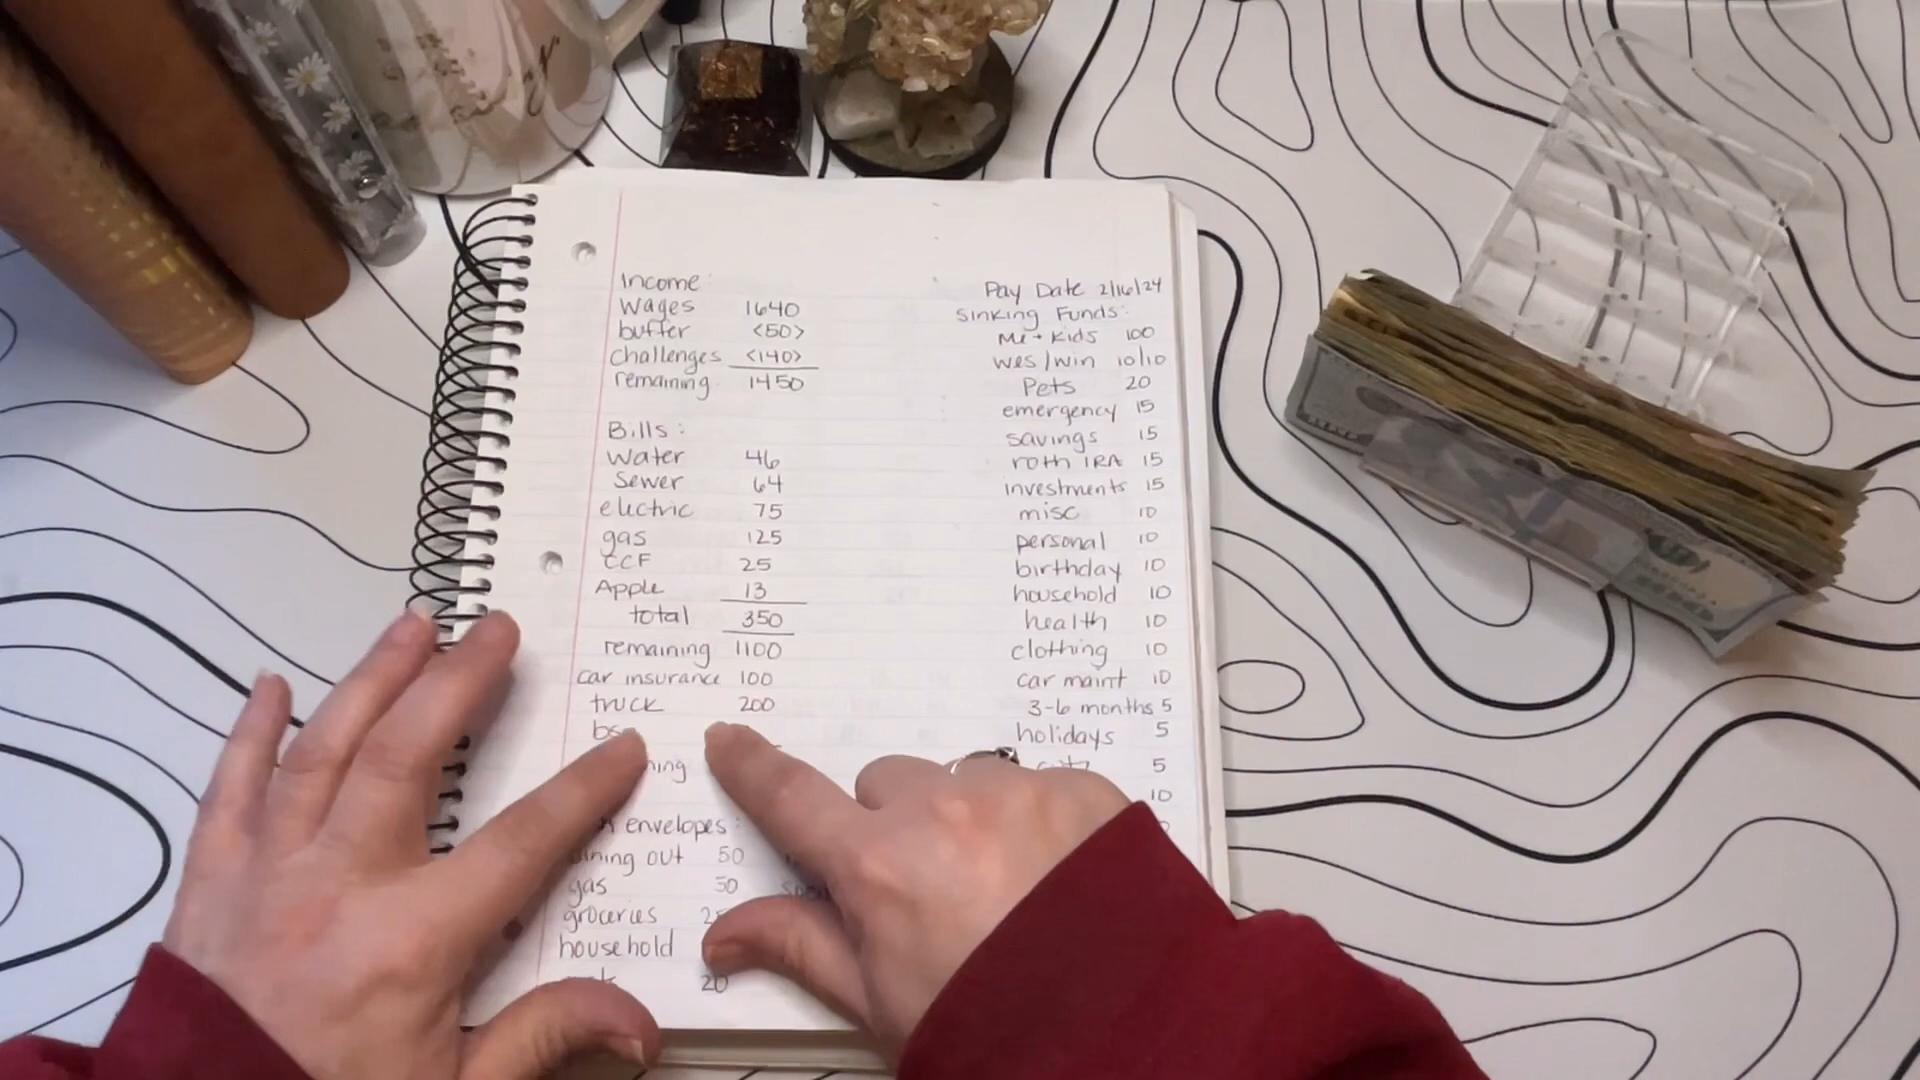 Income:
Wages 1640
buffer <50>
Challenges <140>
remaining 1450
Bills:
Water 46
Sewer 64
electric 75
gas 125
CCF 25
Apple 13
total 350
remaining 1100
car insurance 100
truck 200
envelopes:
dining out 50
gas 50
groceries
household
20
Pay Date 2/16/24
Sinking Funds:
Me + Kids 100
wes/win 10/10
Pets 20
emergency 15
savings 15
roth IRA 15
investments 15
misc 10
personal 10
birthday 10
household 10
health 10
clothing 10
car maint 10
3-6 months 5
holidays 5
5
10